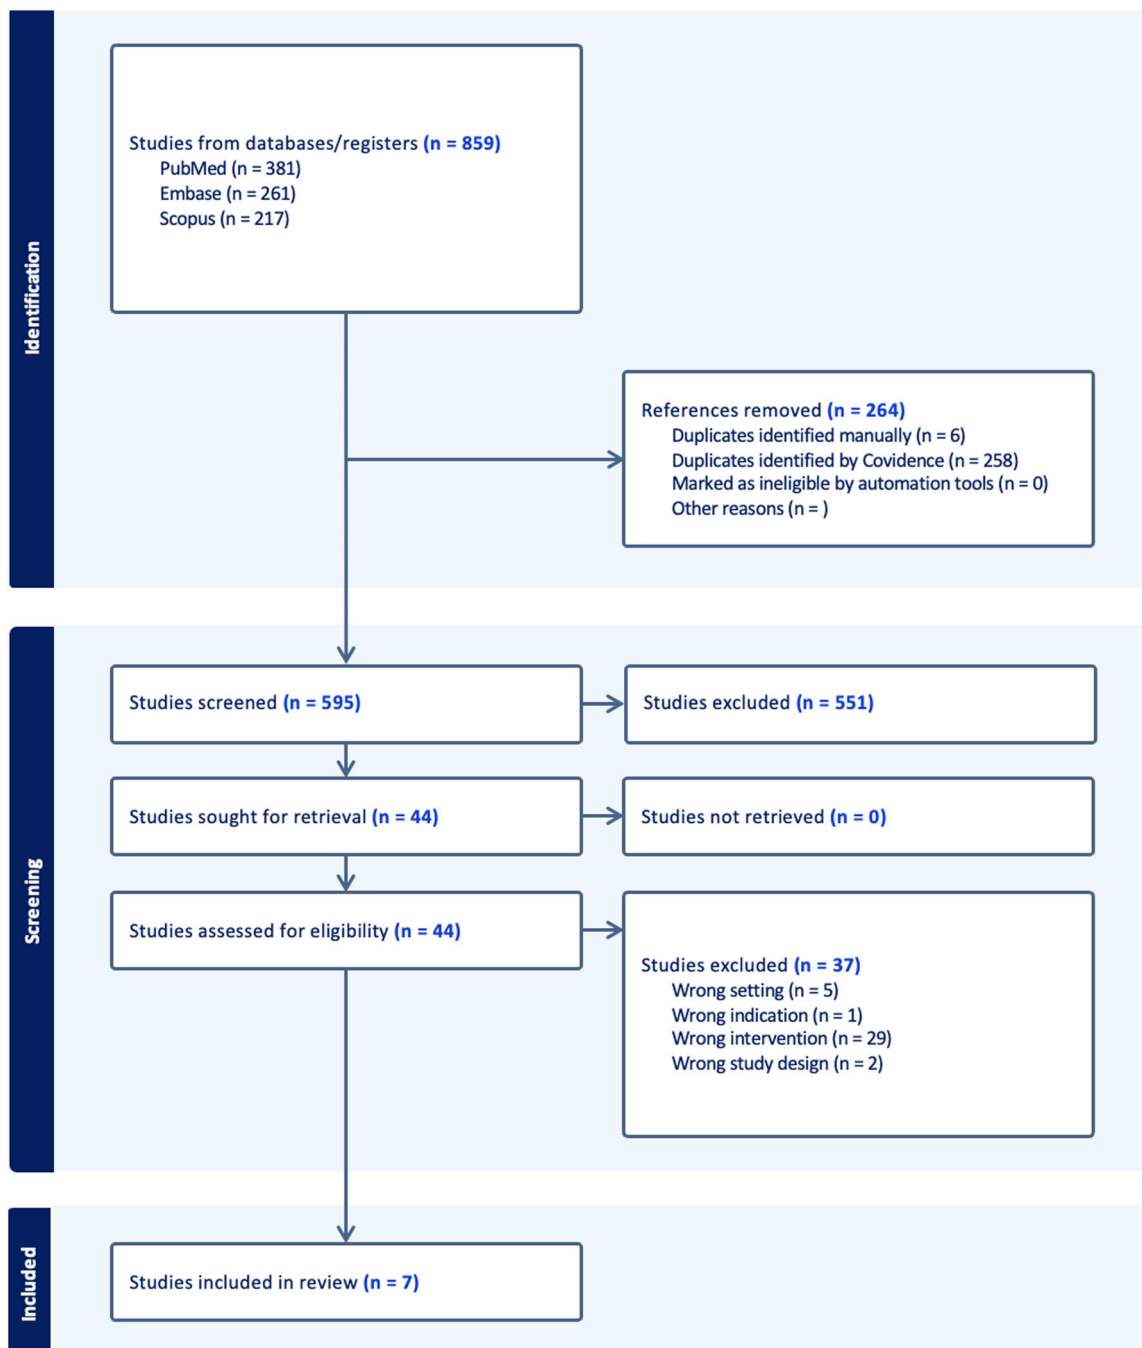 Identification
Studies from databases/registers (n = 859)
PubMed (n = 381)
Embase (n = 261)
Scopus (n = 217)
References removed (n = 264)
Duplicates identified manually (n = 6)
Duplicates identified by Covidence (n = 258)
Marked as ineligible by automation tools (n = 0)
Other reasons (n = )
Screening
Studies screened (n = 595)
Studies excluded (n = 551)
Studies sought for retrieval (n = 44)
Studies not retrieved (n = 0)
Studies assessed for eligibility (n = 44)
Studies excluded (n = 37)
Wrong setting (n = 5)
Wrong indication (n = 1)
Wrong intervention (n = 29)
Wrong study design (n = 2)
Included
Studies included in review (n = 7)